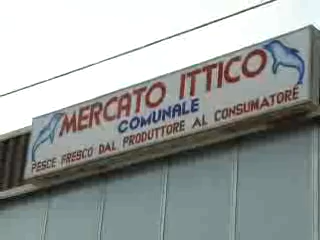 MERCATO ITTICO
COMUNALE
PESCE FRESCO DAL PRODUTTORE AL CONSUMATORE